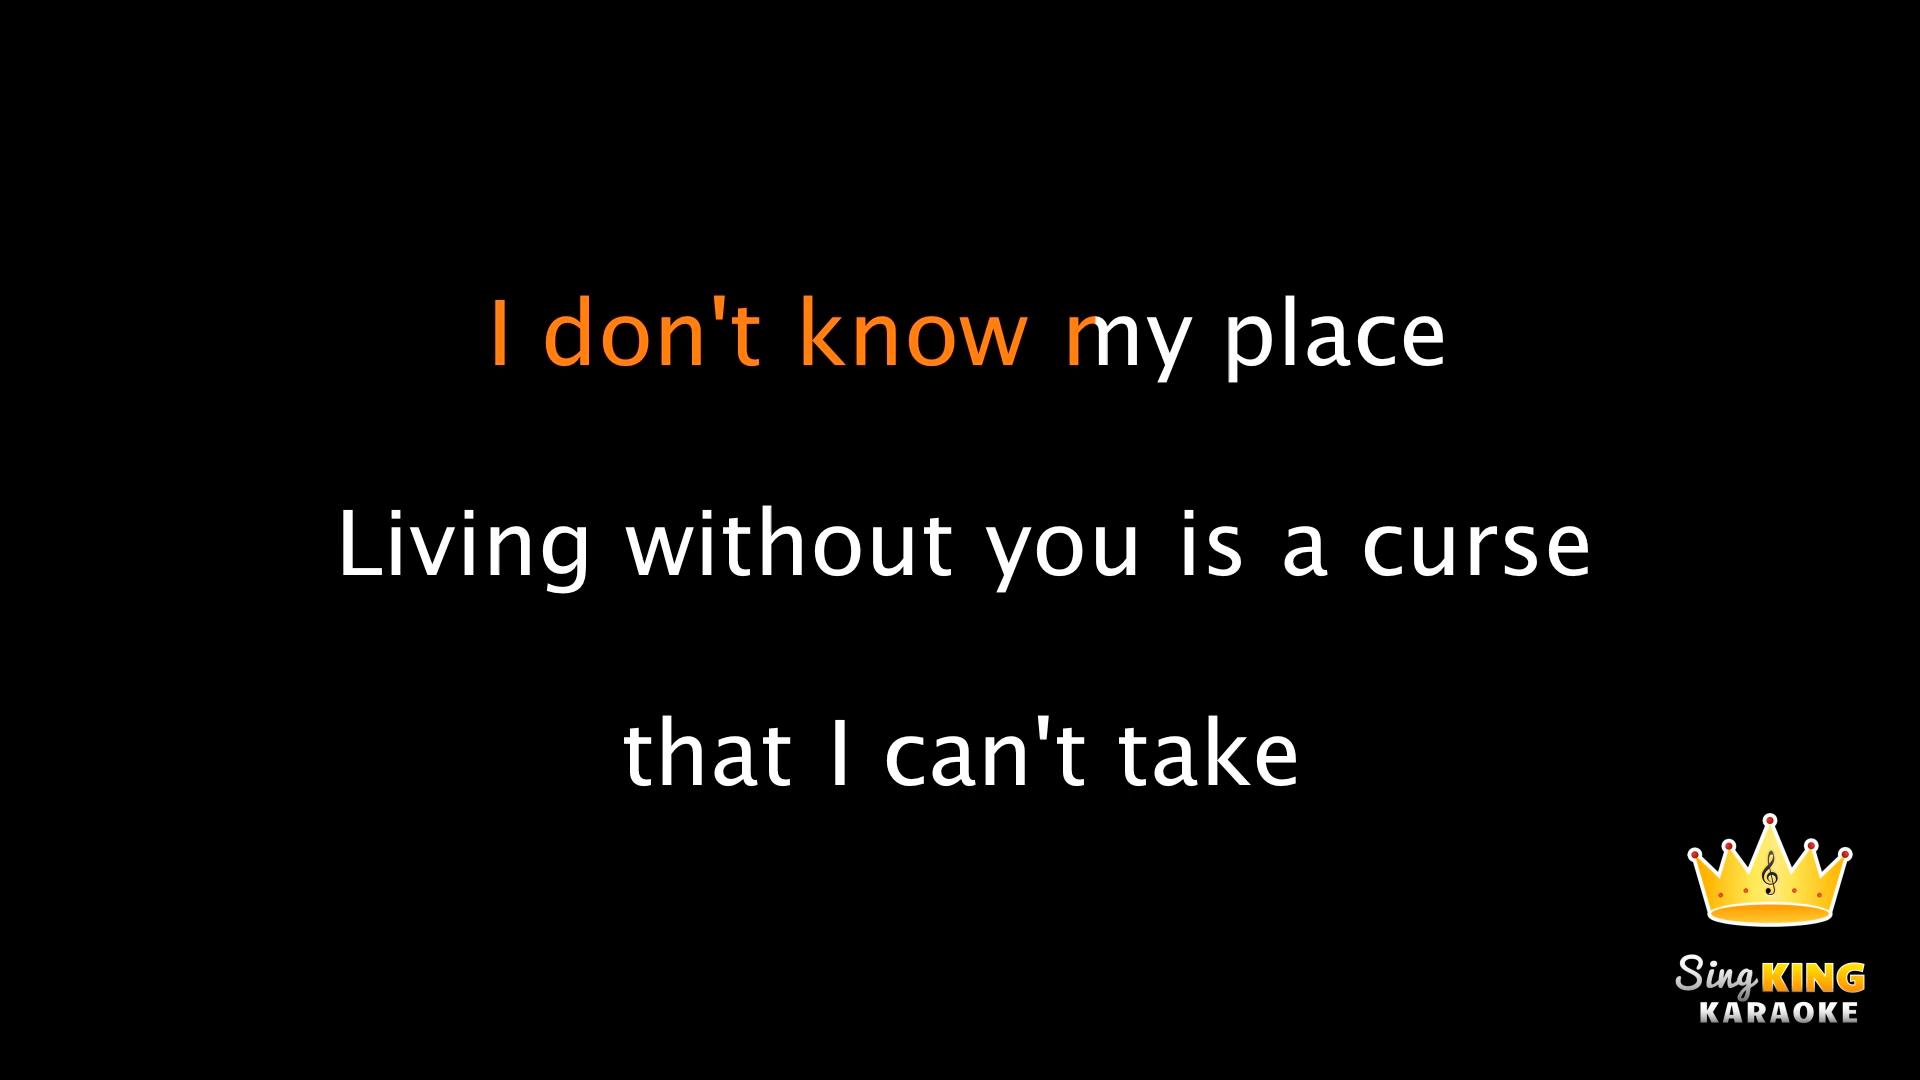 I don't know my place
Living without you is a curse
that I can't take
Sing KING
KARAOKE